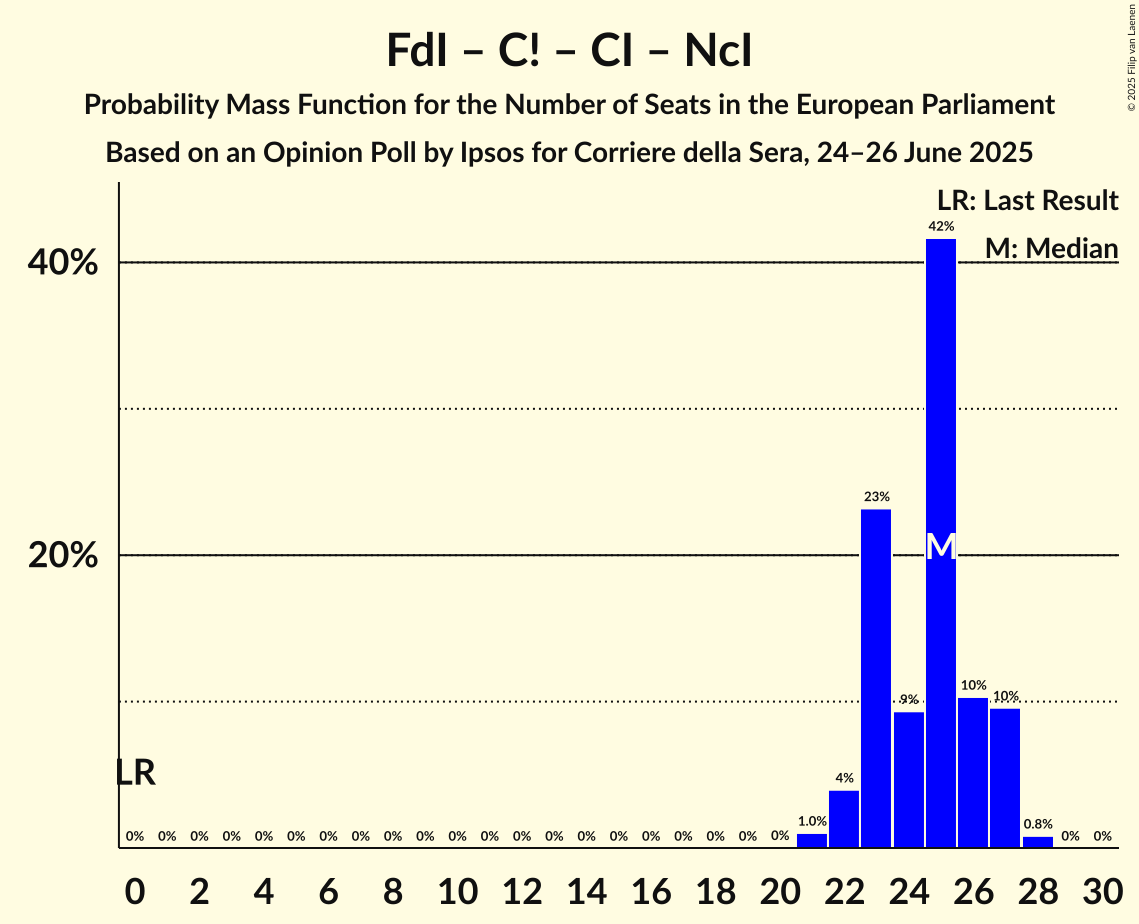 FdI – C! – CI – NcI
Probability Mass Function for the Number of Seats in the European Parliament
Based on an Opinion Poll by Ipsos for Corriere della Sera, 24–26 June 2025
© 2025 Filip van Laenen
LR: Last Result
M: Median
40%
20%
42%
23%
M
10%
10%
9%
4%
1.0%
0.8%
LR
0% 0% 0% 0% 0% 0% 0% 0% 0% 0% 0% 0% 0% 0% 0% 0% 0% 0% 0% 0% 0% 0% 0%
0 2 4 6 8 10 12 14 16 18 20 22 24 26 28 30